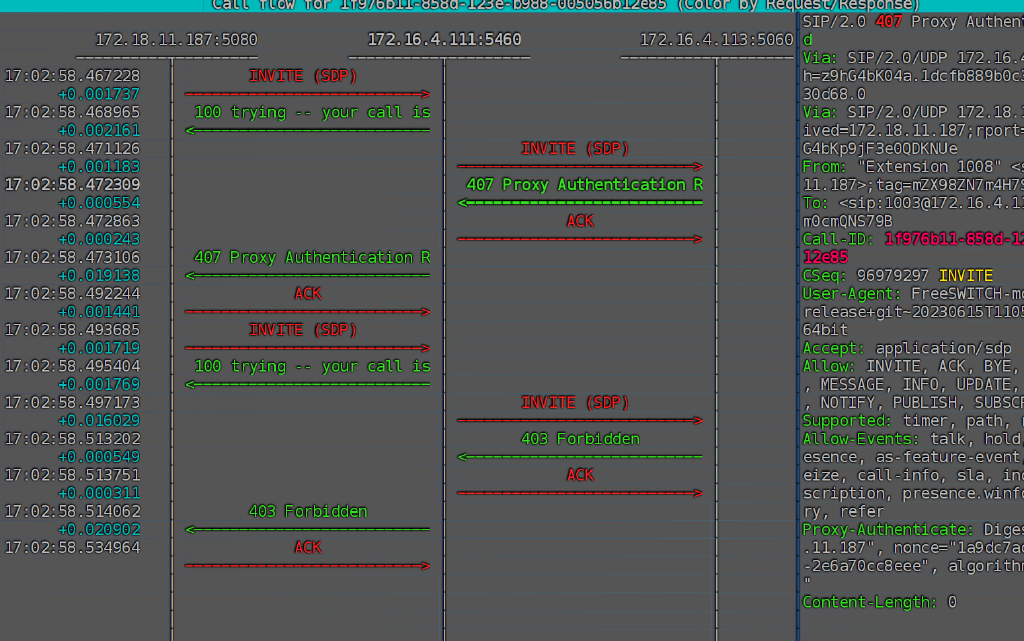 Call flow for 1f976b11-858d-123e-b988-005056b12e85 (Color by Request/Response)
172.18.11.187:5080 172.16.4.111:5460 172.16.4.113:5060
17:02:58.467228 INVITE (SDP)
+0.001737
17:02:58.468965 100 trying -- your call is
+0.002161
17:02:58.471126 INVITE (SDP)
+0.001183
17:02:58.472309 407 Proxy Authentication R
+0.000554
17:02:58.472863 ACK
+0.000243
17:02:58.473106 407 Proxy Authentication R
+0.019138
17:02:58.492244 ACK
+0.001441
17:02:58.493685 INVITE (SDP)
+0.001719
17:02:58.495404 100 trying -- your call is
+0.001769
17:02:58.497173 INVITE (SDP)
+0.016029
17:02:58.513202 403 Forbidden
+0.000549
17:02:58.513751 ACK
+0.000311
17:02:58.514062 403 Forbidden
+0.020902
17:02:58.534964 ACK
SIP/2.0 407 Proxy Authen
d
Via: SIP/2.0/UDP 172.16.4
h=z9hG4bK04a.1dcfb889b0c3
30d68.0
Via: SIP/2.0/UDP 172.18.1
ived=172.18.11.187;rport=
G4bKp9jF3e0QDKNUe
From: "Extension 1008" <s
11.187>;tag=mZX98ZN7m4H79
To: <sip:1003@172.16.4.11
m0cmQNS79B
Call-ID: 1f976b11-858d-12
12e85
CSeq: 96979297 INVITE
User-Agent: FreeSWITCH-mo
release+git~20230615T1105
64bit
Accept: application/sdp
Allow: INVITE, ACK, BYE,
, MESSAGE, INFO, UPDATE,
, NOTIFY, PUBLISH, SUBSCR
Supported: timer, path,
Allow-Events: talk, hold,
esence, as-feature-event,
eize, call-info, sla, inc
scription, presence.winfo
ry, refer
Proxy-Authenticate: Diges
.11.187", nonce="1a9dc7ad
-2e6a70cc8eee", algorithm
"
Content-Length: 0